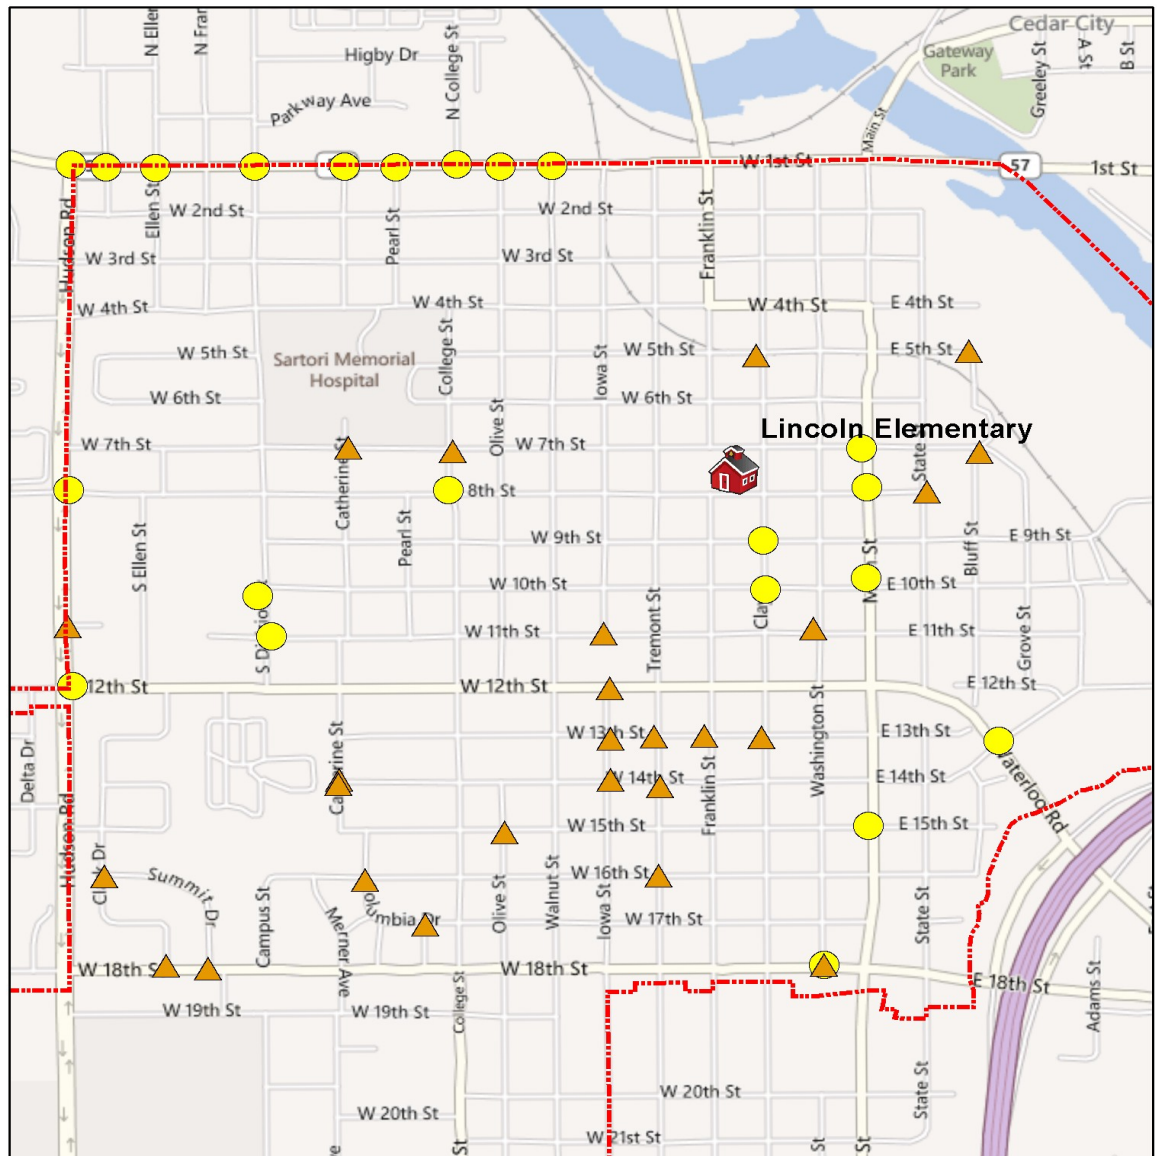 N Ellen
N Fran
Higby Dr
N College St
Cedar City
Gateway
Park
Greeley St
A St
B St
Parkway Ave
Main St
W 1st St
57
1st St
Hudson Rd
Ellen St
W 2nd St
Pearl St
W 2nd St
Franklin St
W 3rd St
W 3rd St
W 4th St
W 4th St
W 4th St
E 4th St
W 5th St
Sartori Memorial
Hospital
College St
Iowa St
W 5th St
E 5th St
W 6th St
Olive St
W 6th St
Lincoln Elementary
W 7th St
Catherine St
W 7th St
State St
8th St
S Ellen St
Pearl St
W 9th St
Bluff St
E 9th St
W 10th St
Tremont St
E 10th St
W 11th St
E 11th St
Grove St
12th St
W 12th St
E 12th St
Delta Dr
W 13th St
Washington St
E 13th St
W 14th St
Franklin St
E 14th St
Waterloo Rd
Hudson Rd
W 15th St
E 15th St
Summit Dr
Campus St
Merner Ave
Columbia Dr
Olive St
Walnut St
W 16th St
Iowa St
W 17th St
State St
W 18th St
W 18th St
E 18th St
Adams St
W 19th St
W 19th St
College St
State St
W 20th St
W 20th St
W 21st St
St
St
St